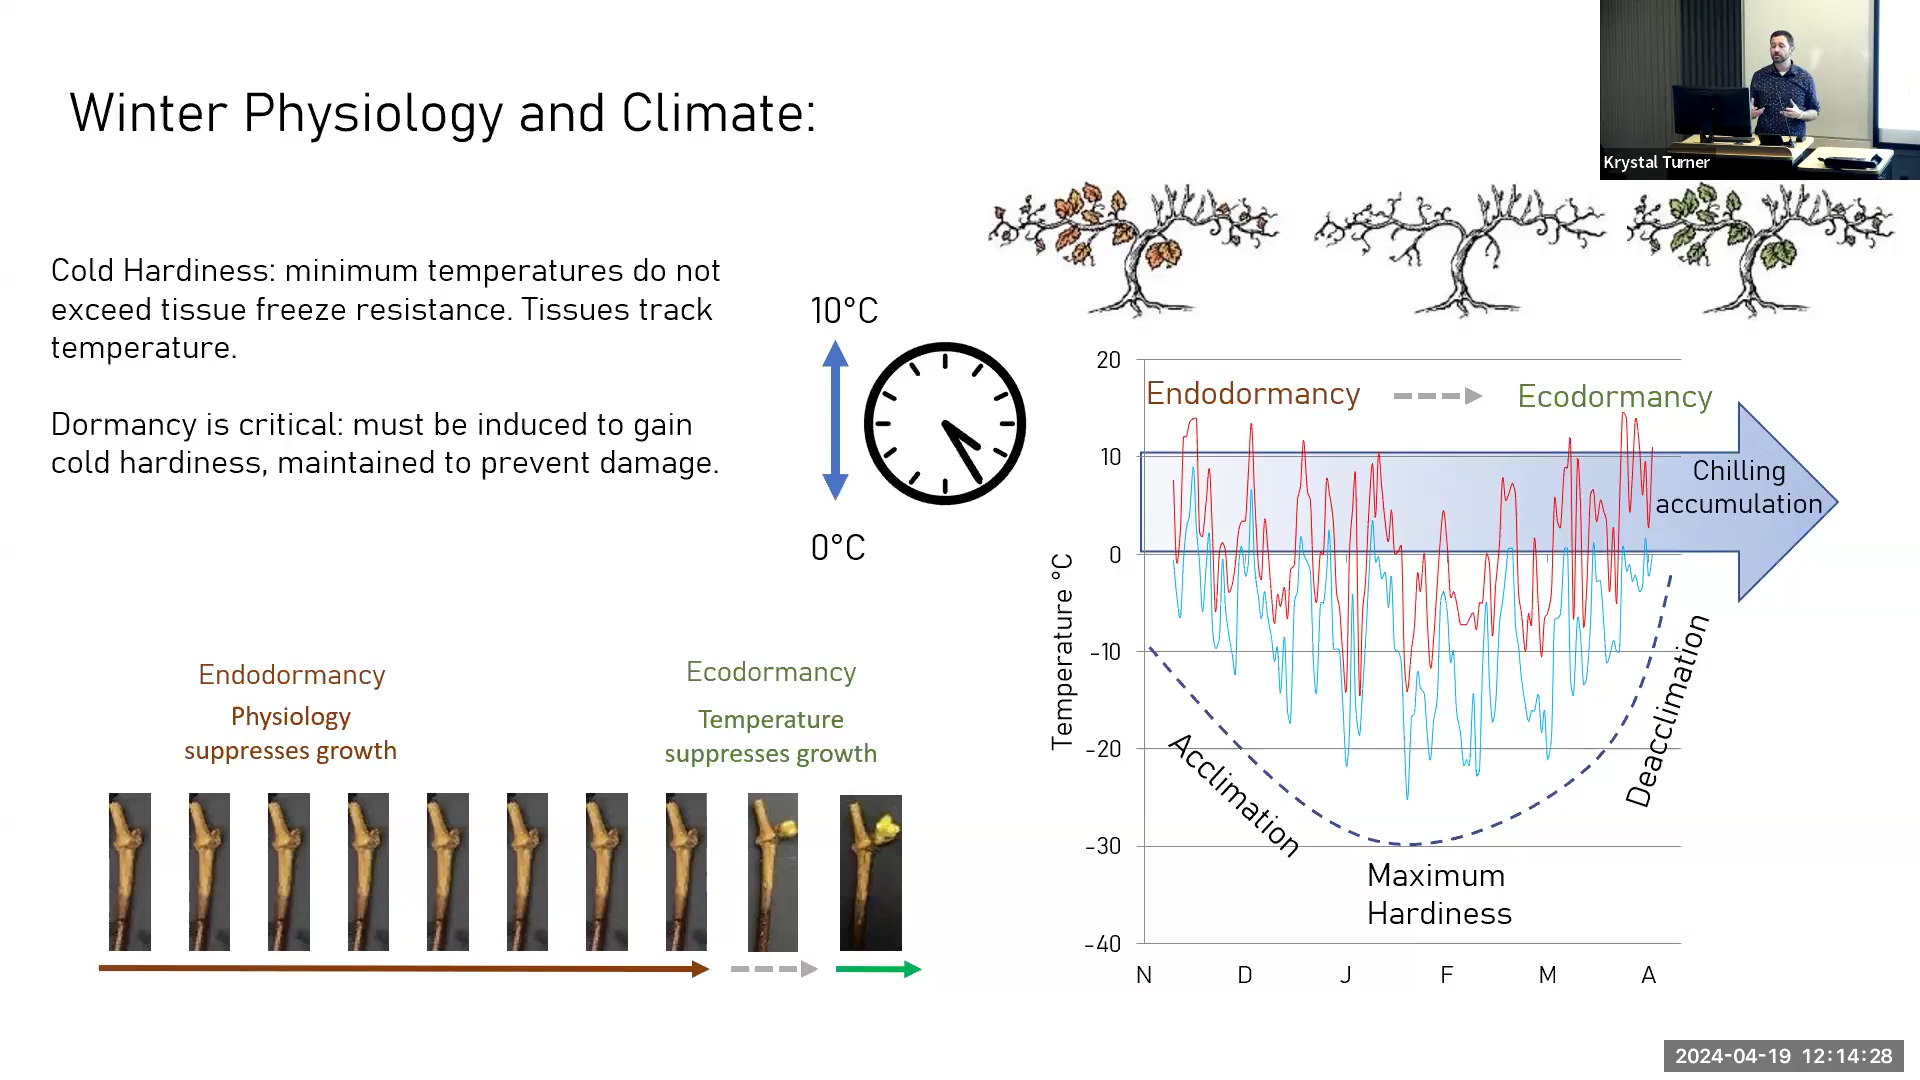 Winter Physiology and Climate:
Krystal Turner
Cold Hardiness: minimum temperatures do not
exceed tissue freeze resistance. Tissues track
temperature.
Dormancy is critical: must be induced to gain
cold hardiness, maintained to prevent damage.
10°C
0°C
Endodormancy
Physiology
suppresses growth
Ecodormancy
Temperature
suppresses growth
Temperature °C
20
10
0
-10
-20
-30
-40
Endodormancy
Ecodormancy
Chilling
accumulation
Acclimation
Deacclimation
Maximum
Hardiness
N D J F M A
2024-04-19 12:14:28